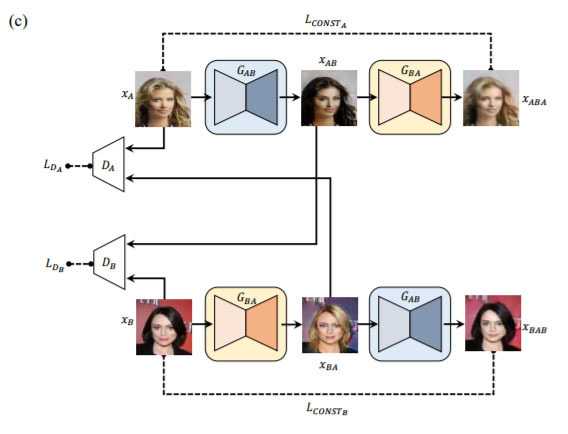 (c)
L_{CONST_A}
x_A
G_{AB}
x_{AB}
G_{BA}
x_{ABA}
L_{D_A}
D_A
L_{D_B}
D_B
x_B
G_{BA}
x_{BA}
G_{AB}
x_{BAB}
L_{CONST_B}